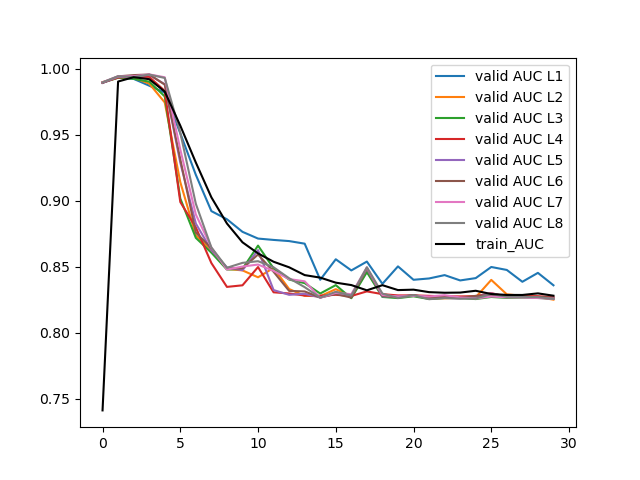 1.00
0.95
0.90
0.85
0.80
0.75
0
5
10
15
20
25
30
valid AUC L1
valid AUC L2
valid AUC L3
valid AUC L4
valid AUC L5
valid AUC L6
valid AUC L7
valid AUC L8
train_AUC